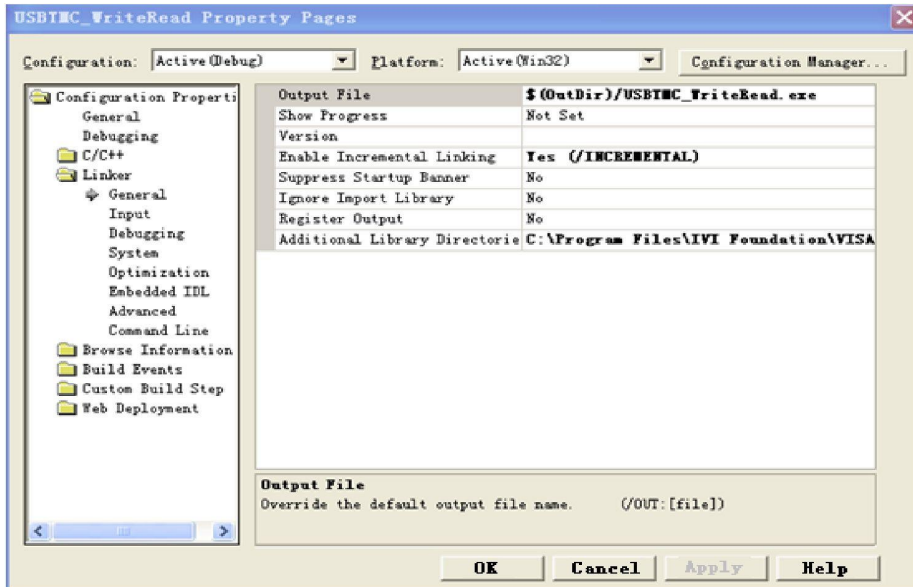 USBTMC_WriteRead Property Pages
Configuration: Active(Debug) Platform: Active(Win32) Configuration Manager...
Configuration Properti
General
Debugging
C/C++
Linker
General
Input
Debugging
System
Optimization
Embedded IDL
Advanced
Command Line
Browse Information
Build Events
Custom Build Step
Web Deployment
Output File $(OutDir)/USBTMC_WriteRead.exe
Show Progress Not Set
Version
Enable Incremental Linking Yes (/INCREMENTAL)
Suppress Startup Banner No
Ignore Import Library No
Register Output No
Additional Library Directorie C:\Program Files\IVI Foundation\VISA
Output File
Override the default output file name. (/OUT:[file])
OK Cancel Apply Help